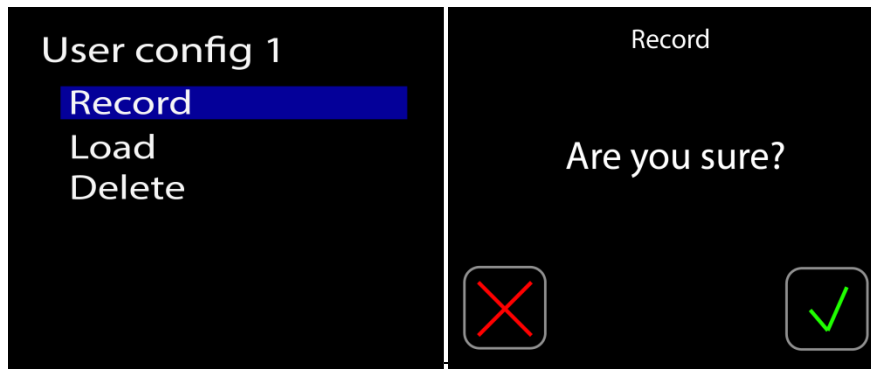 User config 1
Record
Load
Delete
Record
Are you sure?